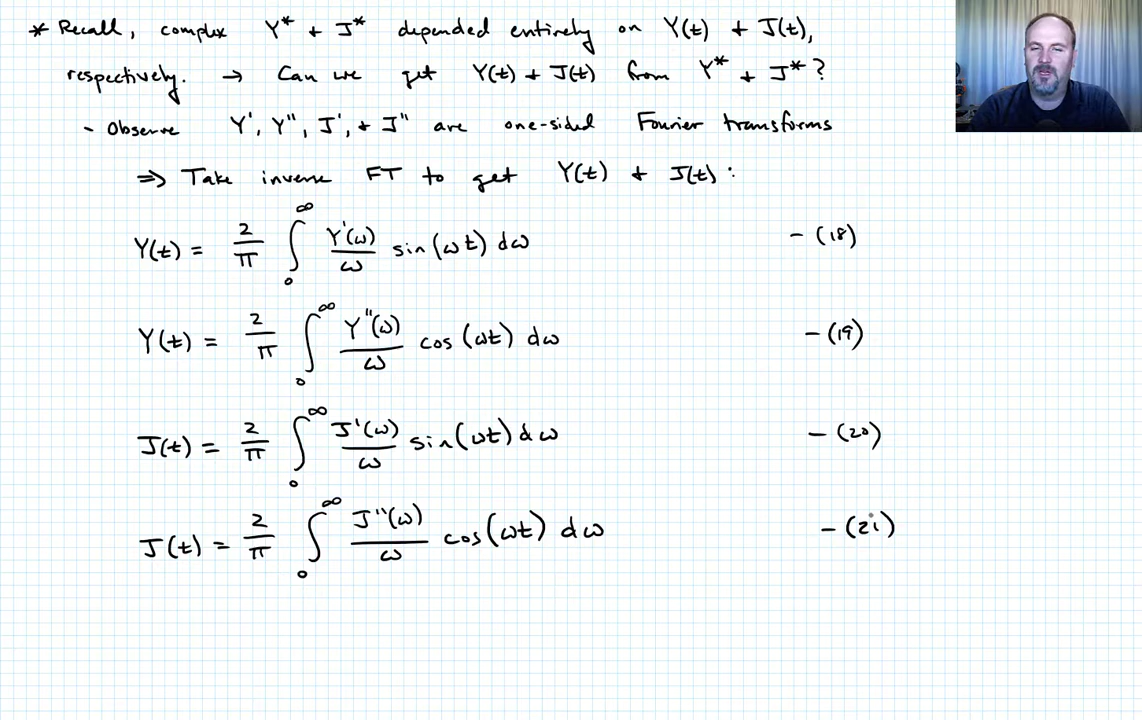 * Recall, complex Y* + J* depended entirely on Y(t) + J(t),
respectively. → Can we get Y(t) + J(t) from Y* + J*?
- Observe Y', Y", J', + J" are one-sided Fourier transforms
⇒ Take inverse FT to get Y(t) + J(t):
Y(t) = 2/π ∫₀^∞ Y'(ω)/ω sin(ωt) dω - (18)
Y(t) = 2/π ∫₀^∞ Y"(ω)/ω cos(ωt) dω - (19)
J(t) = 2/π ∫₀^∞ J'(ω)/ω sin(ωt) dω - (20)
J(t) = 2/π ∫₀^∞ J"(ω)/ω cos(ωt) dω - (21)